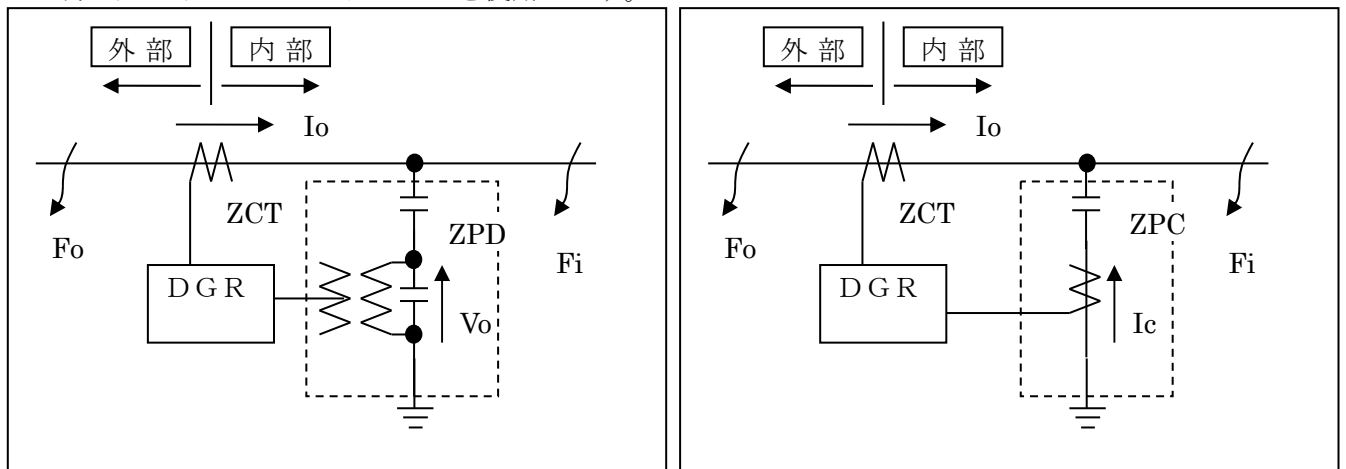 外部 内部
Io
ZCT
ZPD
Fo
Fi
DGR
Vo
外部 内部
Io
ZCT
ZPC
Fo
Fi
DGR
Ic